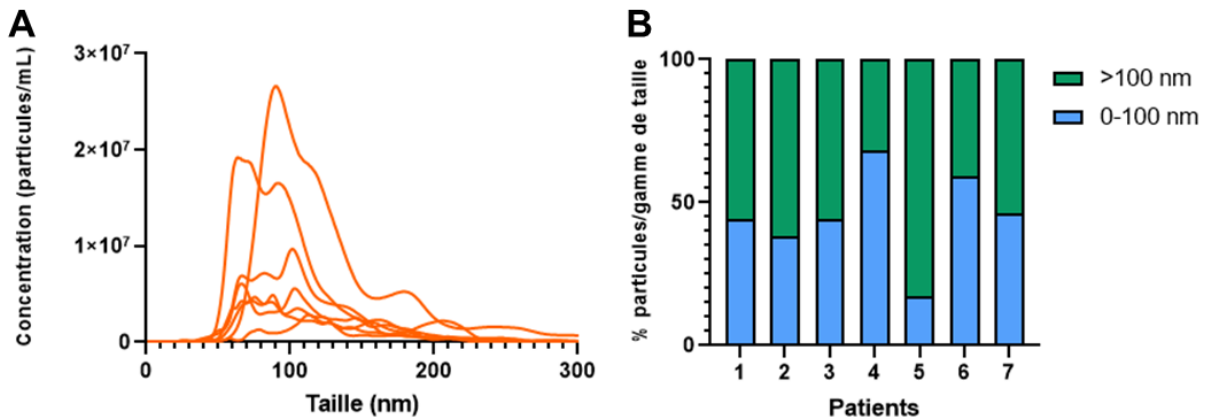 A
Concentration (particules/mL)
3×10⁷
2×10⁷
1×10⁷
0
0
100
200
300
Taille (nm)
B
% particules/gamme de taille
100
50
0
1
2
3
4
5
6
7
Patients
>100 nm
0-100 nm